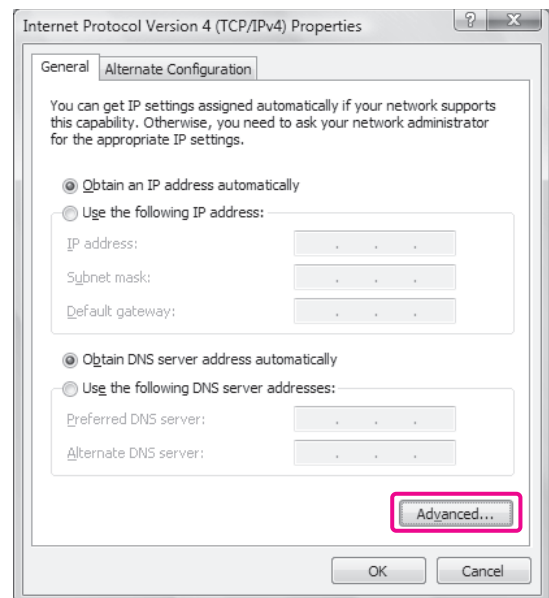 Internet Protocol Version 4 (TCP/IPv4) Properties
? X
General
Alternate Configuration
You can get IP settings assigned automatically if your network supports
this capability. Otherwise, you need to ask your network administrator
for the appropriate IP settings.
Obtain an IP address automatically
Use the following IP address:
IP address:
Subnet mask:
Default gateway:
Obtain DNS server address automatically
Use the following DNS server addresses:
Preferred DNS server:
Alternate DNS server:
Advanced...
OK
Cancel